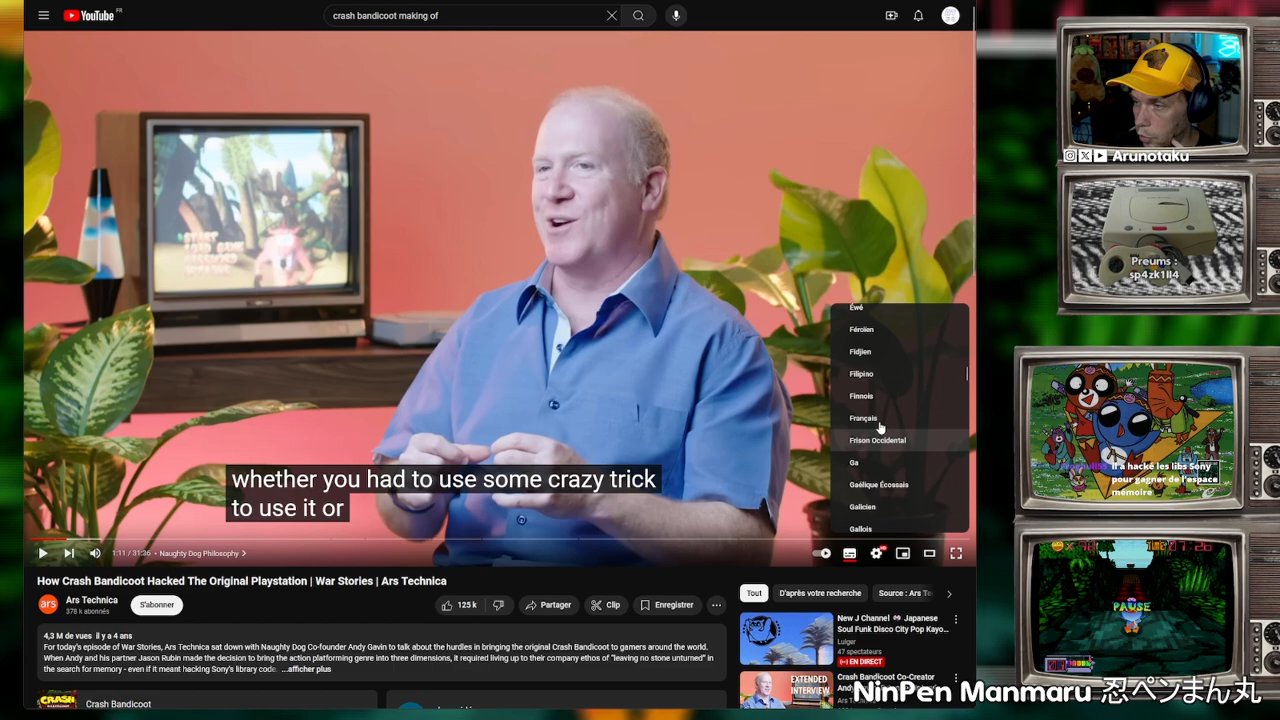 YouTube FR
crash bandicoot making of
START
whether you had to use some crazy trick
to use it or
Éwé
Féroïen
Fidjien
Filipino
Finnois
Français
Frison Occidental
Ga
Gaélique Écossais
Galicien
Gallois
1:11 / 31:36 • Naughty Dog Philosophy
How Crash Bandicoot Hacked The Original Playstation | War Stories | Ars Technica
ars
Ars Technica
378 k abonnés
S'abonner
125 k
Partager
Clip
Enregistrer
4,3 M de vues il y a 4 ans
For today's episode of War Stories, Ars Technica sat down with Naughty Dog Co-founder Andy Gavin to talk about the hurdles in bringing the original Crash Bandicoot to gamers around the world.
When Andy and his partner Jason Rubin made the decision to bring the action platforming genre into three dimensions, it required living up to their company ethos of "leaving no stone unturned" in
the search for memory - even if it meant hacking Sony's library code. ...afficher plus
CRASH
Crash Bandicoot
Tout
D'après votre recherche
Source : Ars Te
New J Channel Japanese
Soul Funk Disco City Pop Kayo...
Luiger
47 spectateurs
EN DIRECT
EXTENDED
INTERVIEW
Crash Bandicoot Co-Creator
Arunotaku
Preums :
sp4zk1ll4
il a hacké les libs Sony
pour gagner de l'espace
mémoire
TIME 07:26
PAUSE
NinPen Manmaru 忍ペンまん丸